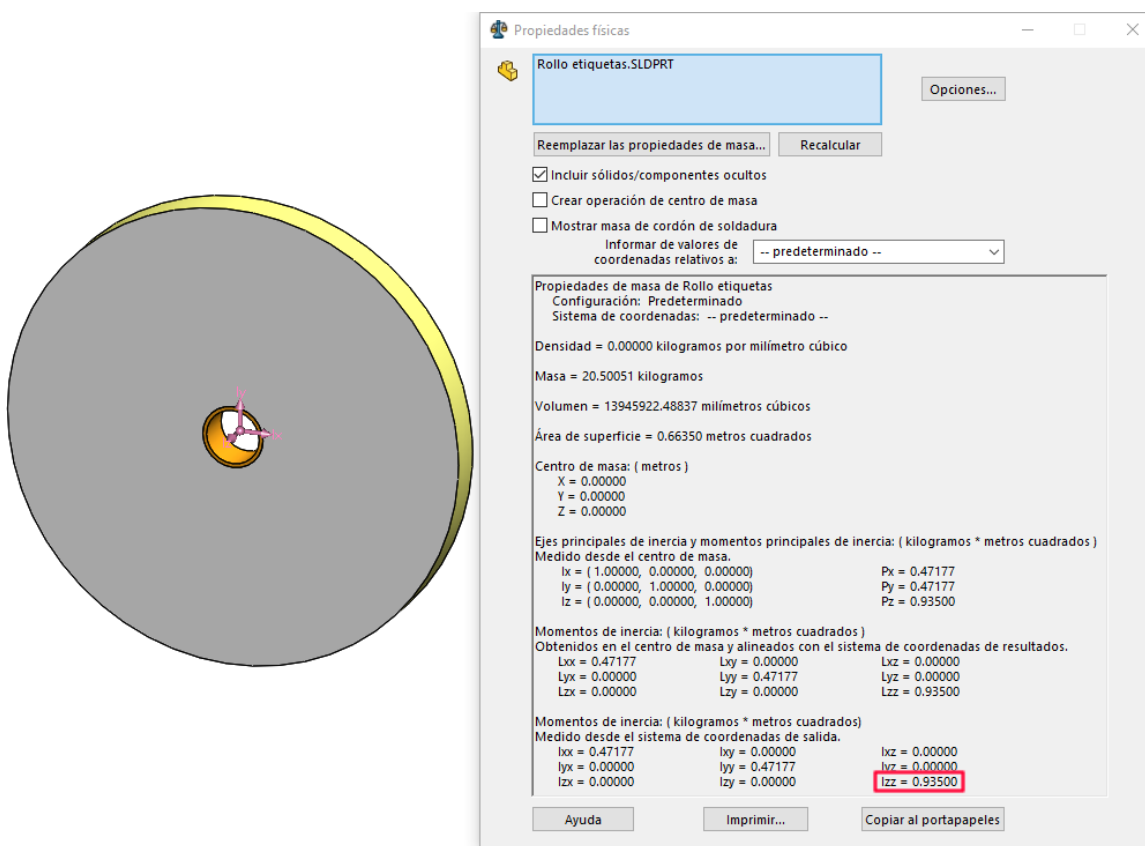 Propiedades físicas
Rollo etiquetas.SLDPRT
Opciones...
Reemplazar las propiedades de masa...
Recalcular
Incluir sólidos/componentes ocultos
Crear operación de centro de masa
Mostrar masa de cordón de soldadura
Informar de valores de
coordenadas relativos a:
-- predeterminado --
Propiedades de masa de Rollo etiquetas
Configuración: Predeterminado
Sistema de coordenadas: -- predeterminado --
Densidad = 0.00000 kilogramos por milímetro cúbico
Masa = 20.50051 kilogramos
Volumen = 13945922.48837 milímetros cúbicos
Área de superficie = 0.66350 metros cuadrados
Centro de masa: ( metros )
X = 0.00000
Y = 0.00000
Z = 0.00000
Ejes principales de inercia y momentos principales de inercia: ( kilogramos * metros cuadrados )
Medido desde el centro de masa.
Ix = ( 1.00000, 0.00000, 0.00000) Px = 0.47177
Iy = ( 0.00000, 1.00000, 0.00000) Py = 0.47177
Iz = ( 0.00000, 0.00000, 1.00000) Pz = 0.93500
Momentos de inercia: ( kilogramos * metros cuadrados )
Obtenidos en el centro de masa y alineados con el sistema de coordenadas de resultados.
Lxx = 0.47177 Lxy = 0.00000 Lxz = 0.00000
Lyx = 0.00000 Lyy = 0.47177 Lyz = 0.00000
Lzx = 0.00000 Lzy = 0.00000 Lzz = 0.93500
Momentos de inercia: ( kilogramos * metros cuadrados)
Medido desde el sistema de coordenadas de salida.
Ixx = 0.47177 Ixy = 0.00000 Ixz = 0.00000
Iyx = 0.00000 Iyy = 0.47177 Iyz = 0.00000
Izx = 0.00000 Izy = 0.00000 Izz = 0.93500
Ayuda
Imprimir...
Copiar al portapapeles